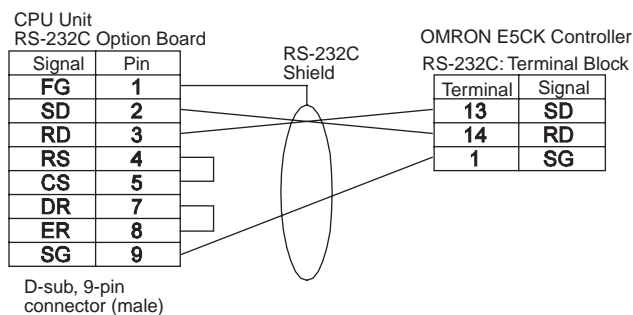 CPU Unit
RS-232C Option Board
Signal Pin
FG 1
SD 2
RD 3
RS 4
CS 5
DR 7
ER 8
SG 9
D-sub, 9-pin
connector (male)
RS-232C
Shield
OMRON E5CK Controller
RS-232C: Terminal Block
Terminal Signal
13 SD
14 RD
1 SG